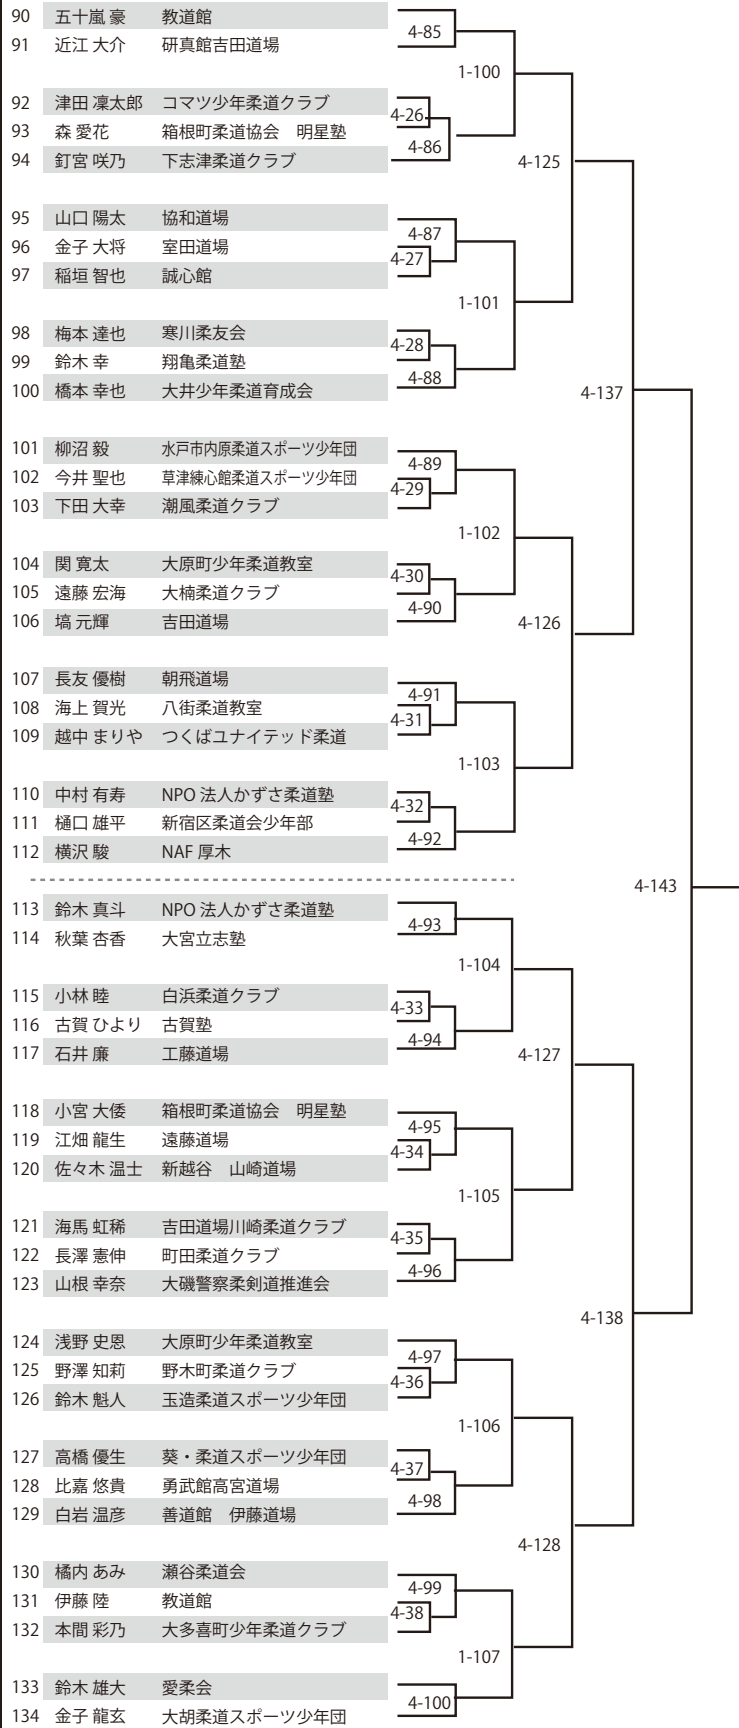 90 五十嵐 豪 教道館
91 近江 大介 研真館吉田道場
4-85
1-100
92 津田 凜太郎 コマツ少年柔道クラブ
4-26
93 森 愛花 箱根町柔道協会　明星塾
4-86
94 釘宮 咲乃 下志津柔道クラブ
4-125
95 山口 陽太 協和道場
4-87
96 金子 大将 室田道場
4-27
97 稲垣 智也 誠心館
1-101
98 梅本 達也 寒川柔友会
4-28
99 鈴木 幸 翔亀柔道塾
4-88
100 橋本 幸也 大井少年柔道育成会
4-137
101 柳沼 毅 水戸市内原柔道スポーツ少年団
4-89
102 今井 聖也 草津練心館柔道スポーツ少年団
4-29
103 下田 大幸 潮風柔道クラブ
1-102
104 関 寛太 大原町少年柔道教室
4-30
105 遠藤 宏海 大楠柔道クラブ
4-90
106 塙 元輝 吉田道場
4-126
107 長友 優樹 朝飛道場
4-91
108 海上 賀光 八街柔道教室
4-31
109 越中 まりや つくばユナイテッド柔道
1-103
110 中村 有寿 NPO 法人かずさ柔道塾
4-32
111 樋口 雄平 新宿区柔道会少年部
4-92
112 横沢 駿 NAF 厚木
4-143
113 鈴木 真斗 NPO 法人かずさ柔道塾
4-93
114 秋葉 杏香 大宮立志塾
1-104
115 小林 睦 白浜柔道クラブ
4-33
116 古賀 ひより 古賀塾
4-94
117 石井 廉 工藤道場
4-127
118 小宮 大倭 箱根町柔道協会　明星塾
4-95
119 江畑 龍生 遠藤道場
4-34
120 佐々木 温士 新越谷　山崎道場
1-105
121 海馬 虹稀 吉田道場川崎柔道クラブ
4-35
122 長澤 憲伸 町田柔道クラブ
4-96
123 山根 幸奈 大磯警察柔剣道推進会
4-138
124 浅野 史恩 大原町少年柔道教室
4-97
125 野澤 知莉 野木町柔道クラブ
4-36
126 鈴木 魁人 玉造柔道スポーツ少年団
1-106
127 高橋 優生 葵・柔道スポーツ少年団
4-37
128 比嘉 悠貴 勇武館高宮道場
4-98
129 白岩 温彦 善道館　伊藤道場
4-128
130 橘内 あみ 瀬谷柔道会
4-99
131 伊藤 陸 教道館
4-38
132 本間 彩乃 大多喜町少年柔道クラブ
1-107
133 鈴木 雄大 愛柔会
4-100
134 金子 龍玄 大胡柔道スポーツ少年団